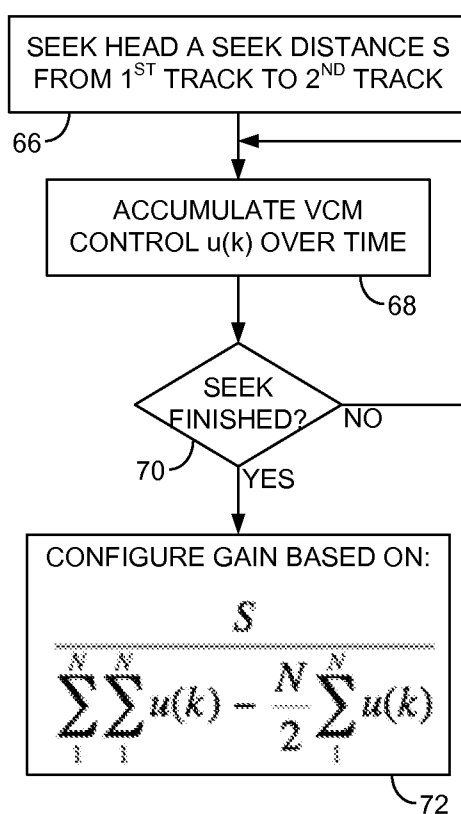 SEEK HEAD A SEEK DISTANCE S
FROM 1ST TRACK TO 2ND TRACK
66
ACCUMULATE VCM
CONTROL u(k) OVER TIME
68
SEEK
FINISHED?
NO
70
YES
CONFIGURE GAIN BASED ON:
S
N N N N
∑ ∑ u(k) − — ∑ u(k)
1 1 2 1
72